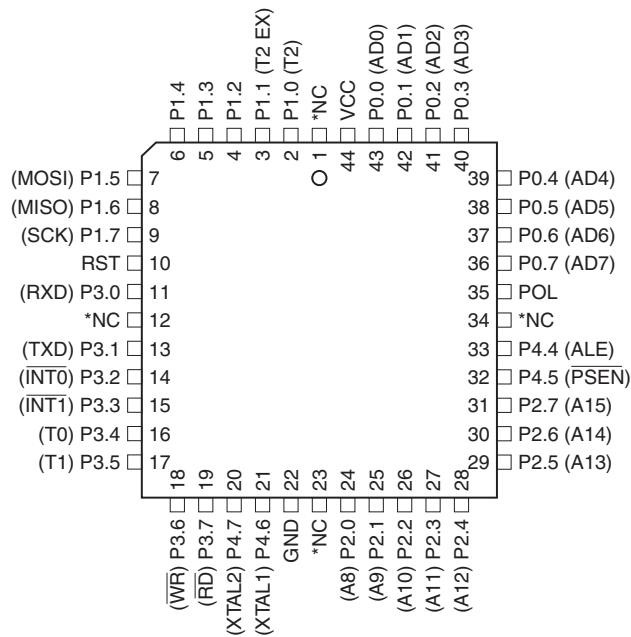 P1.4
P1.3
P1.2
P1.1 (T2 EX)
P1.0 (T2)
*NC
VCC
P0.0 (AD0)
P0.1 (AD1)
P0.2 (AD2)
P0.3 (AD3)
6
5
4
3
2
1
44
43
42
41
40
(MOSI) P1.5 7
(MISO) P1.6 8
(SCK) P1.7 9
RST 10
(RXD) P3.0 11
*NC 12
(TXD) P3.1 13
(INT0) P3.2 14
(INT1) P3.3 15
(T0) P3.4 16
(T1) P3.5 17
39 P0.4 (AD4)
38 P0.5 (AD5)
37 P0.6 (AD6)
36 P0.7 (AD7)
35 POL
34 *NC
33 P4.4 (ALE)
32 P4.5 (PSEN)
31 P2.7 (A15)
30 P2.6 (A14)
29 P2.5 (A13)
18
19
20
21
22
23
24
25
26
27
28
(WR) P3.6
(RD) P3.7
(XTAL2) P4.7
(XTAL1) P4.6
GND
*NC
(A8) P2.0
(A9) P2.1
(A10) P2.2
(A11) P2.3
(A12) P2.4